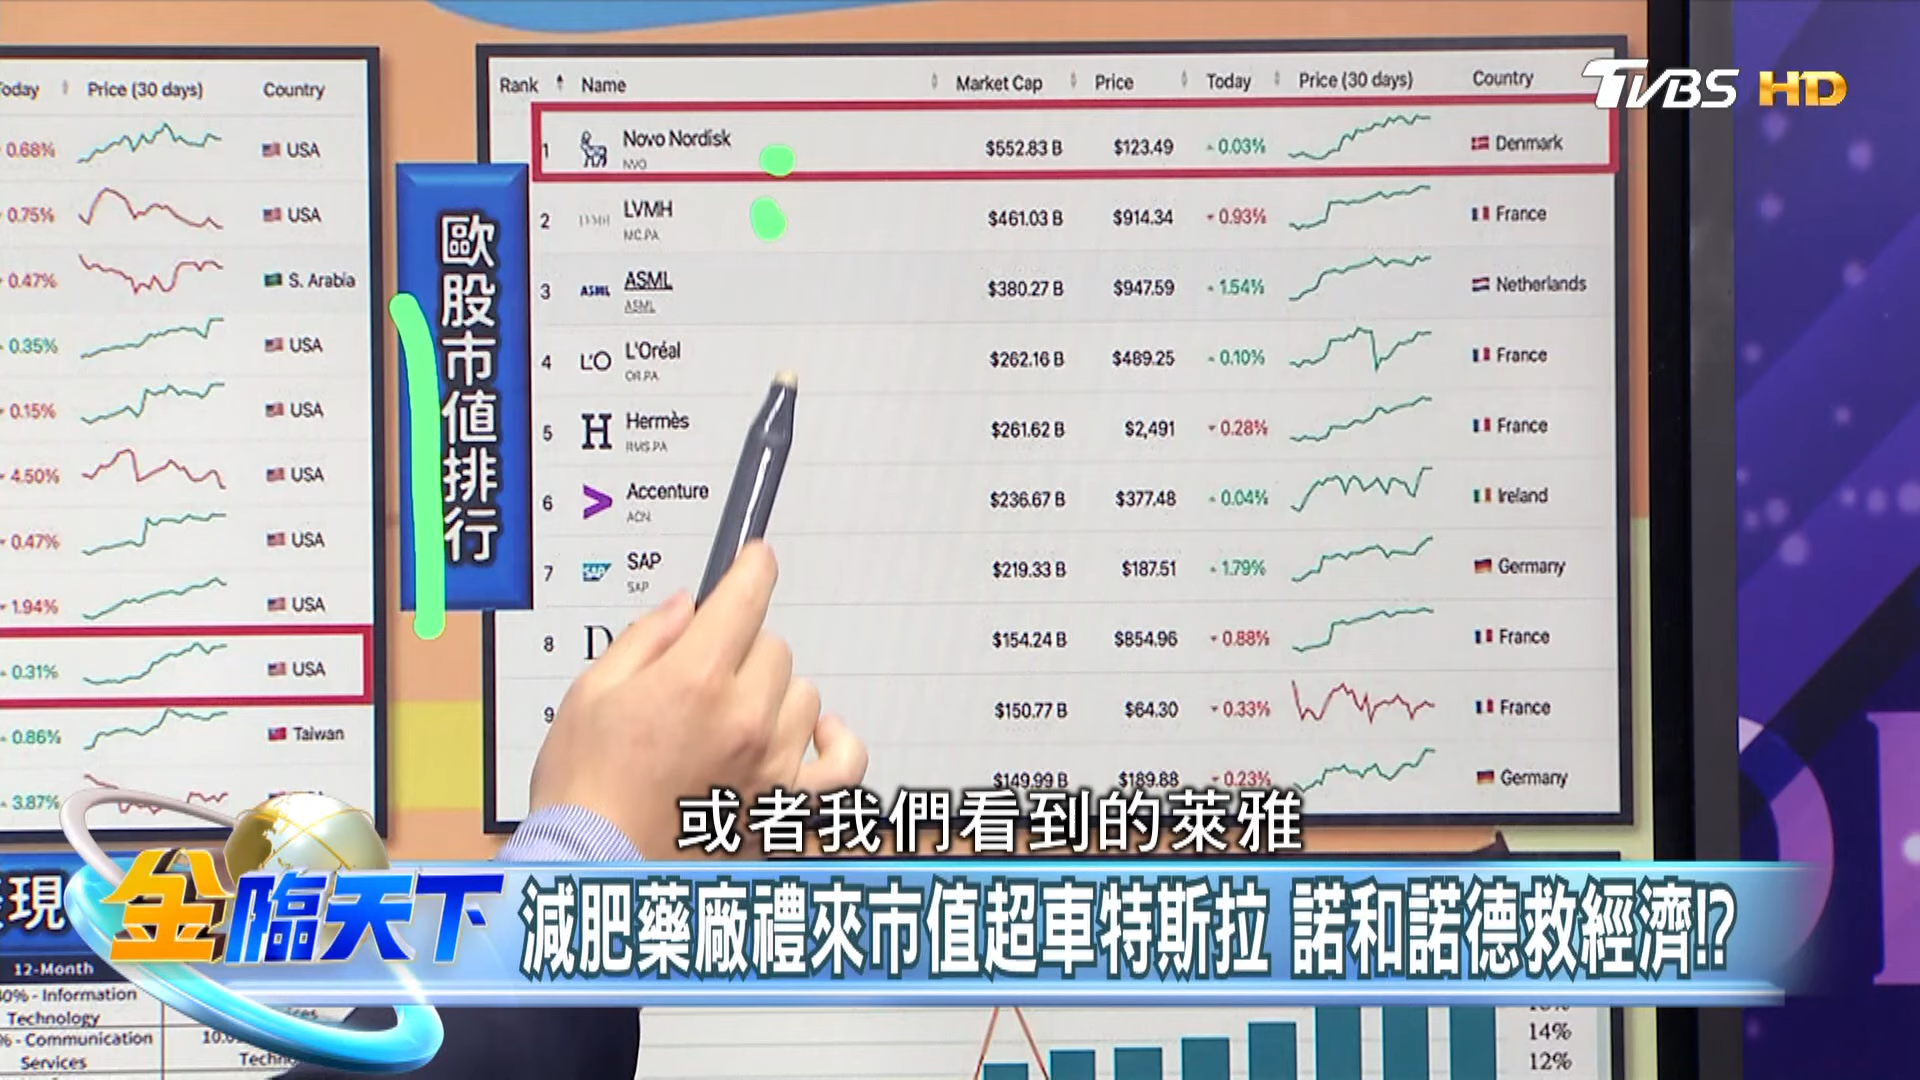 TVBS HD
Today Price (30 days) Country
0.68% USA
0.75% USA
0.47% S. Arabia
0.35% USA
0.15% USA
4.50% USA
0.47% USA
1.94% USA
0.31% USA
0.86% Taiwan
3.87%
歐股市值排行
Rank Name Market Cap Price Today Price (30 days) Country
1 Novo Nordisk $552.83 B $123.49 0.03% Denmark
NVO
2 LVMH LVMH $461.03 B $914.34 0.93% France
MC.PA
3 ASML ASML $380.27 B $947.59 1.54% Netherlands
ASML
4 L'O L'Oréal $262.16 B $489.25 0.10% France
OR.PA
5 H Hermès $261.62 B $2,491 0.28% France
RMS.PA
6 Accenture $236.67 B $377.48 0.04% Ireland
ACN
7 SAP SAP $219.33 B $187.51 1.79% Germany
SAP
8 D $154.24 B $854.96 0.88% France
9 $150.77 B $64.30 0.33% France
$149.99 B $189.88 0.23% Germany
或者我們看到的萊雅
金臨天下
減肥藥廠禮來市值超車特斯拉 諾和諾德救經濟!?
現
12-Month
0% - Information
Technology
% - Communication
Services
14%
12%